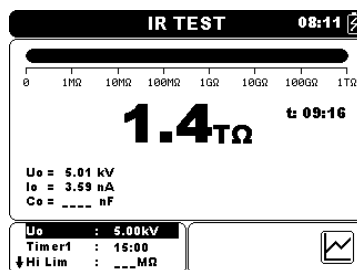 IR TEST 08:11
0 1MΩ 10MΩ 100MΩ 1GΩ 10GΩ 100GΩ 1TΩ
1.4TΩ t: 09:16
Uo = 5.01 kV
Io = 3.59 nA
Co = ____ nF
Uo : 5.00kV
Timer1 : 15:00
Hi Lim : ___MΩ